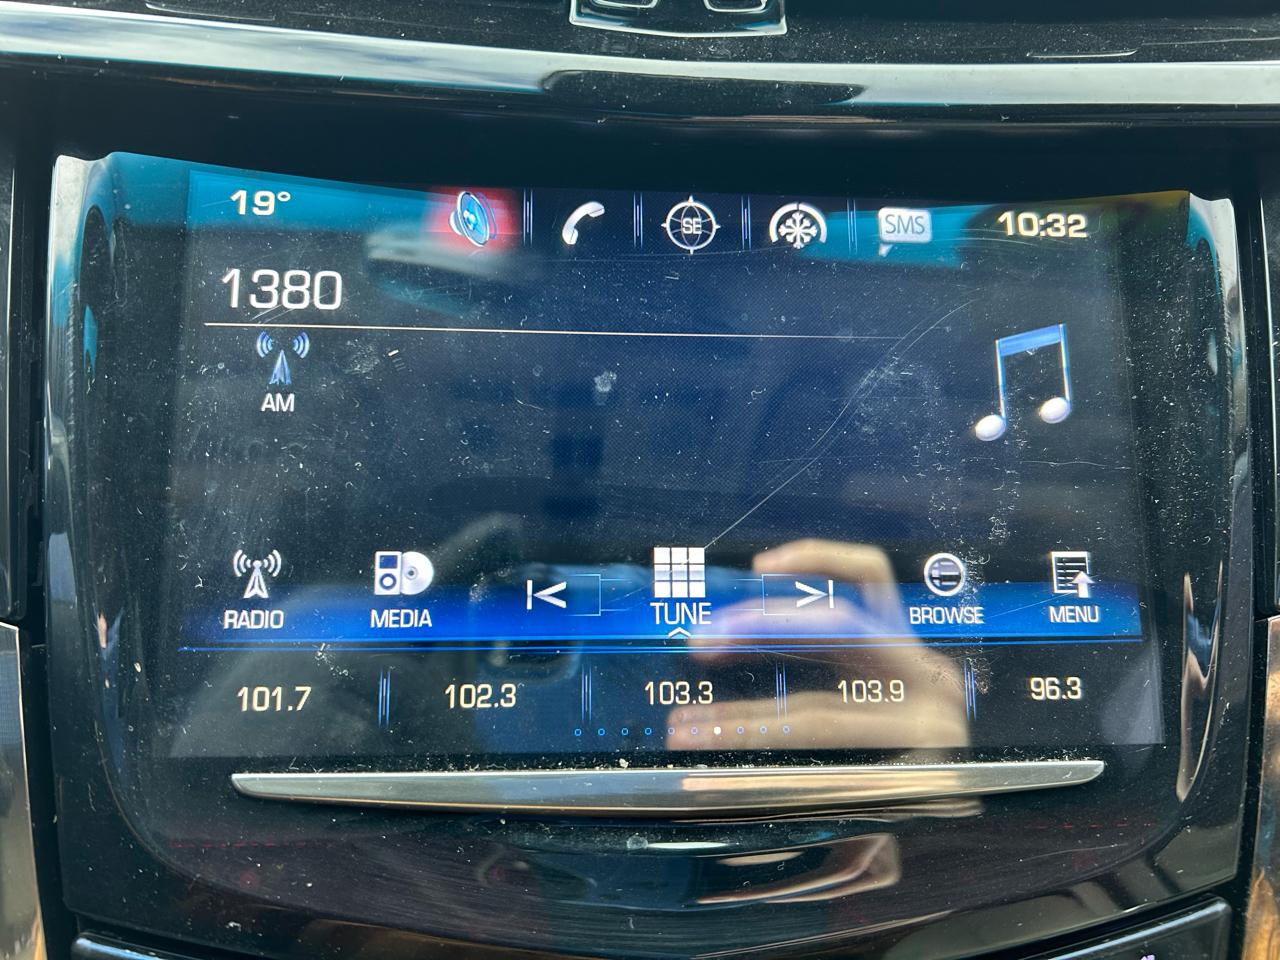 19° SE SMS 10:32
1380
AM
RADIO MEDIA TUNE BROWSE MENU
101.7 102.3 103.3 103.9 96.3